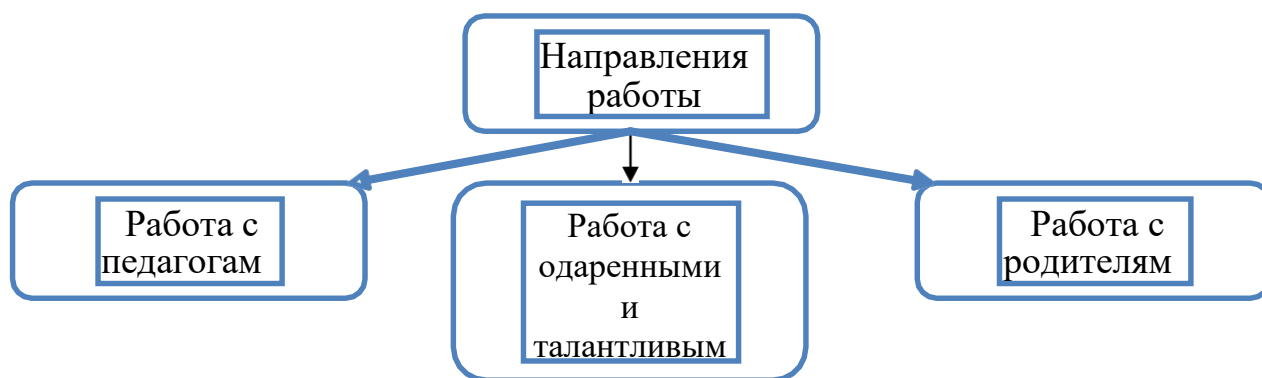 Направления
работы
Работа с
педагогам
Работа с
одаренными
и
талантливым
Работа с
родителям